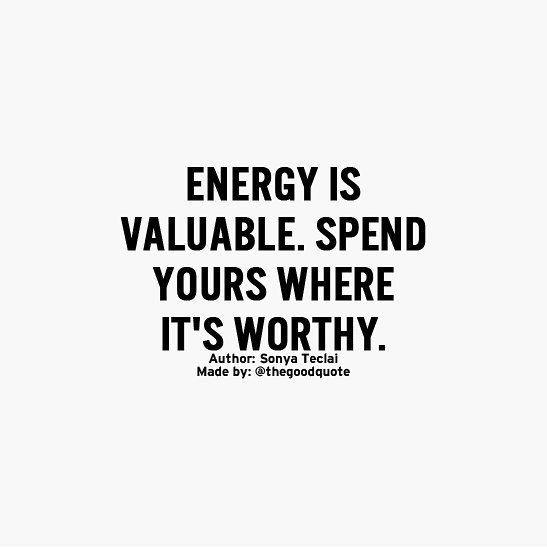 ENERGY IS
VALUABLE. SPEND
YOURS WHERE
IT'S WORTHY.
Author: Sonya Teclai
Made by: @thegoodquote